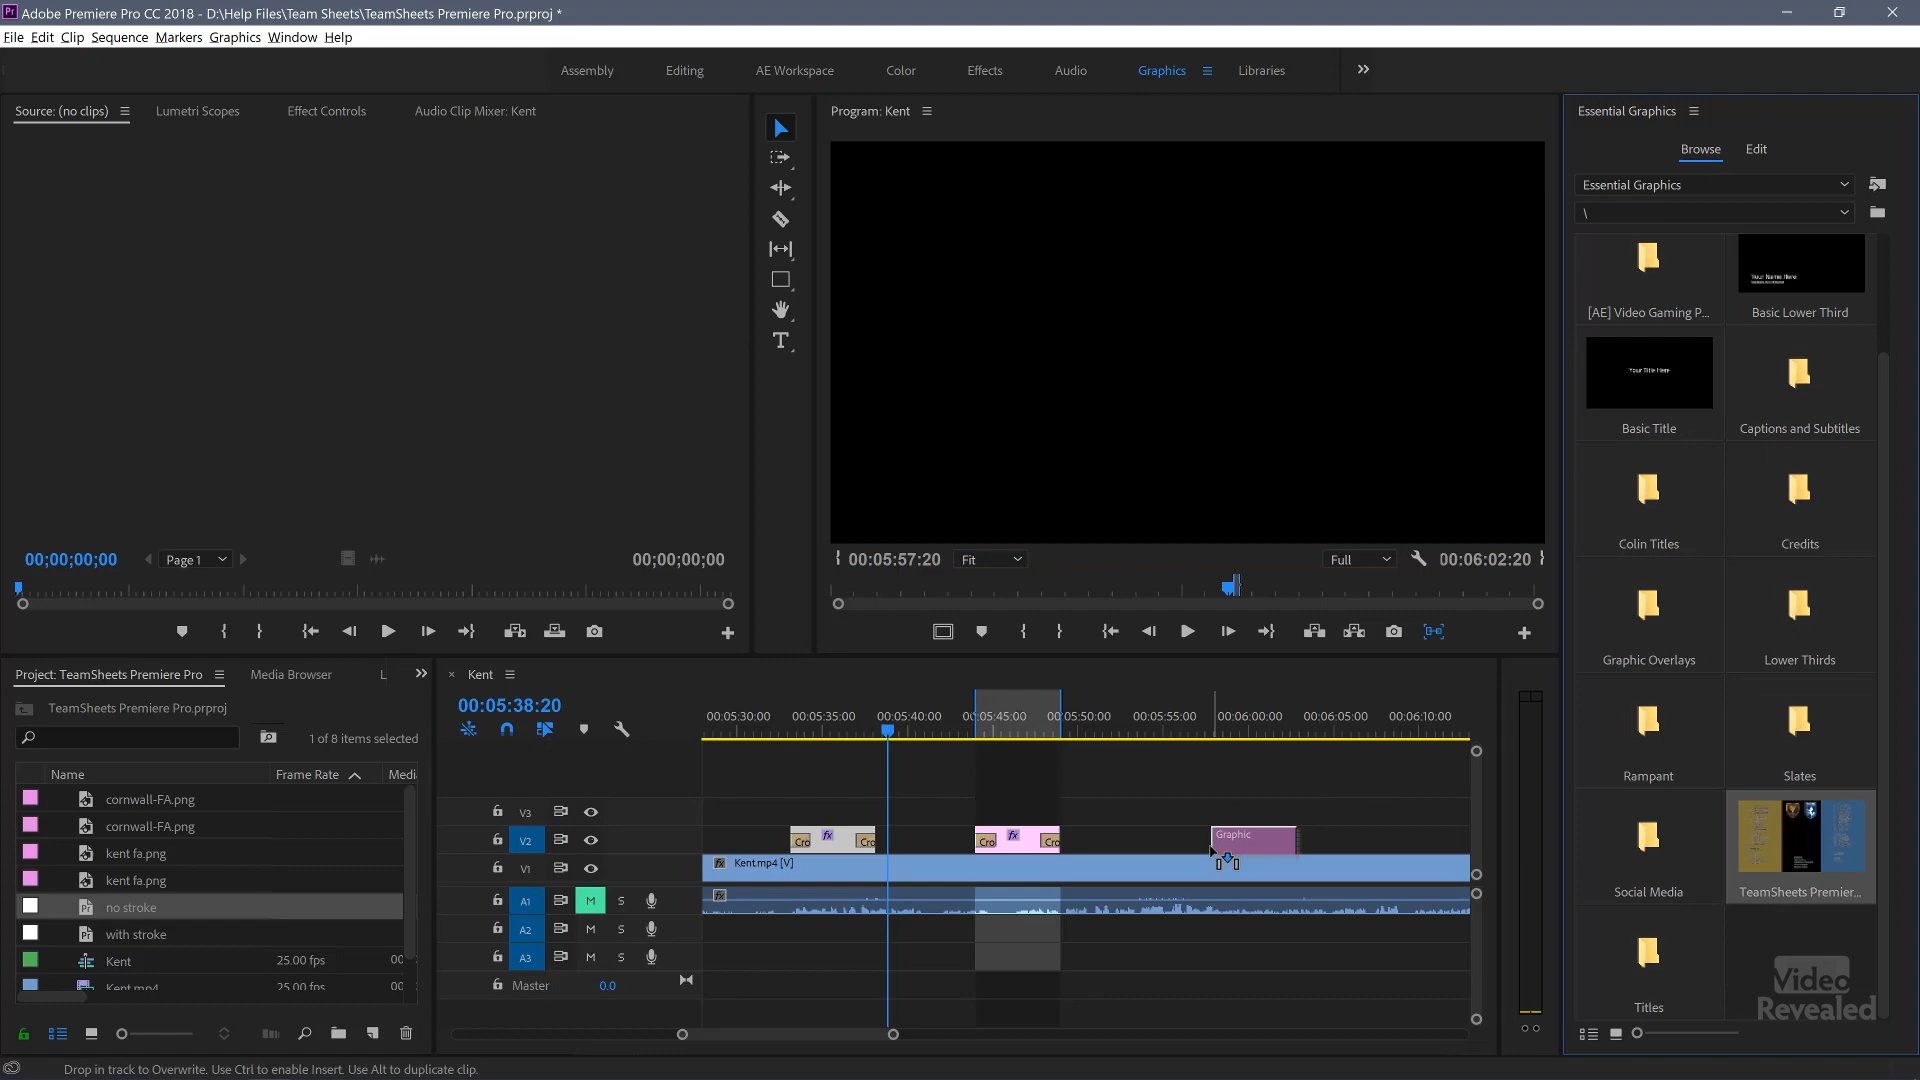 Adobe Premiere Pro CC 2018 - D:\Help Files\Team Sheets\TeamSheets Premiere Pro.prproj *
File Edit Clip Sequence Markers Graphics Window Help
Assembly Editing AE Workspace Color Effects Audio Graphics Libraries
Source: (no clips) Lumetri Scopes Effect Controls Audio Clip Mixer: Kent
Program: Kent
Essential Graphics
Browse Edit
Essential Graphics
\
Your Name Here
[AE] Video Gaming P... Basic Lower Third
Your Title Here
Basic Title Captions and Subtitles
Colin Titles Credits
Graphic Overlays Lower Thirds
Rampant Slates
Social Media TeamSheets Premier...
Titles
Video
Revealed
00;00;00;00 Page 1 00;00;00;00
00:05:57:20 Fit Full 00:06:02:20
Project: TeamSheets Premiere Pro Media Browser L
TeamSheets Premiere Pro.prproj
1 of 8 items selected
Name Frame Rate Medi
cornwall-FA.png
cornwall-FA.png
kent fa.png
kent fa.png
no stroke
with stroke
Kent 25.00 fps 00
Kent.mp4 25.00 fps 00
× Kent
00:05:38:20
00:05:30:00 00:05:35:00 00:05:40:00 00:05:45:00 00:05:50:00 00:05:55:00 00:06:00:00 00:06:05:00 00:06:10:00
V3
V2 Cro fx Cro Cro fx Cro Graphic
V1 fx Kent.mp4 [V]
A1 M S fx
A2 M S
A3 M S
Master 0.0
S S
Drop in track to Overwrite. Use Ctrl to enable Insert. Use Alt to duplicate clip.